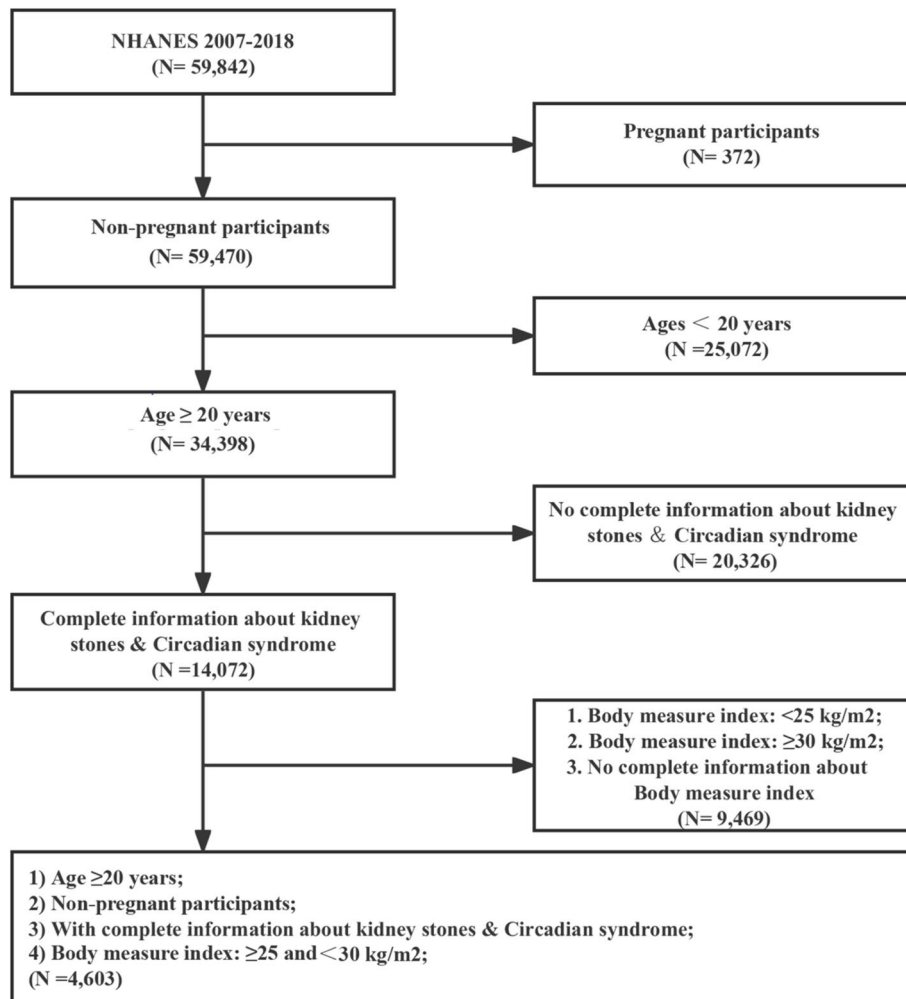 NHANES 2007-2018
(N= 59,842)
Pregnant participants
(N= 372)
Non-pregnant participants
(N= 59,470)
Ages < 20 years
(N =25,072)
Age ≥ 20 years
(N= 34,398)
No complete information about kidney
stones & Circadian syndrome
(N= 20,326)
Complete information about kidney
stones & Circadian syndrome
(N =14,072)
1. Body measure index: <25 kg/m2;
2. Body measure index: ≥30 kg/m2;
3. No complete information about
Body measure index
(N= 9,469)
1) Age ≥20 years;
2) Non-pregnant participants;
3) With complete information about kidney stones & Circadian syndrome;
4) Body measure index: ≥25 and <30 kg/m2;
(N =4,603)